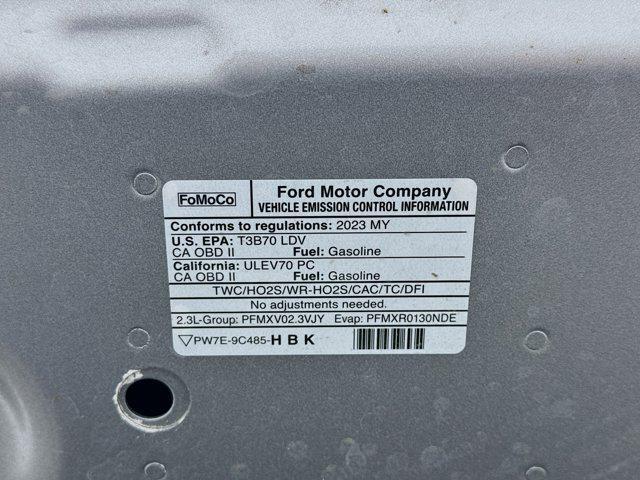 FoMoCo
Ford Motor Company
VEHICLE EMISSION CONTROL INFORMATION
Conforms to regulations: 2023 MY
U.S. EPA: T3B70 LDV
CA OBD II Fuel: Gasoline
California: ULEV70 PC
CA OBD II Fuel: Gasoline
TWC/HO2S/WR-HO2S/CAC/TC/DFI
No adjustments needed.
2.3L-Group: PFMXV02.3VJY Evap: PFMXR0130NDE
PW7E-9C485-H B K